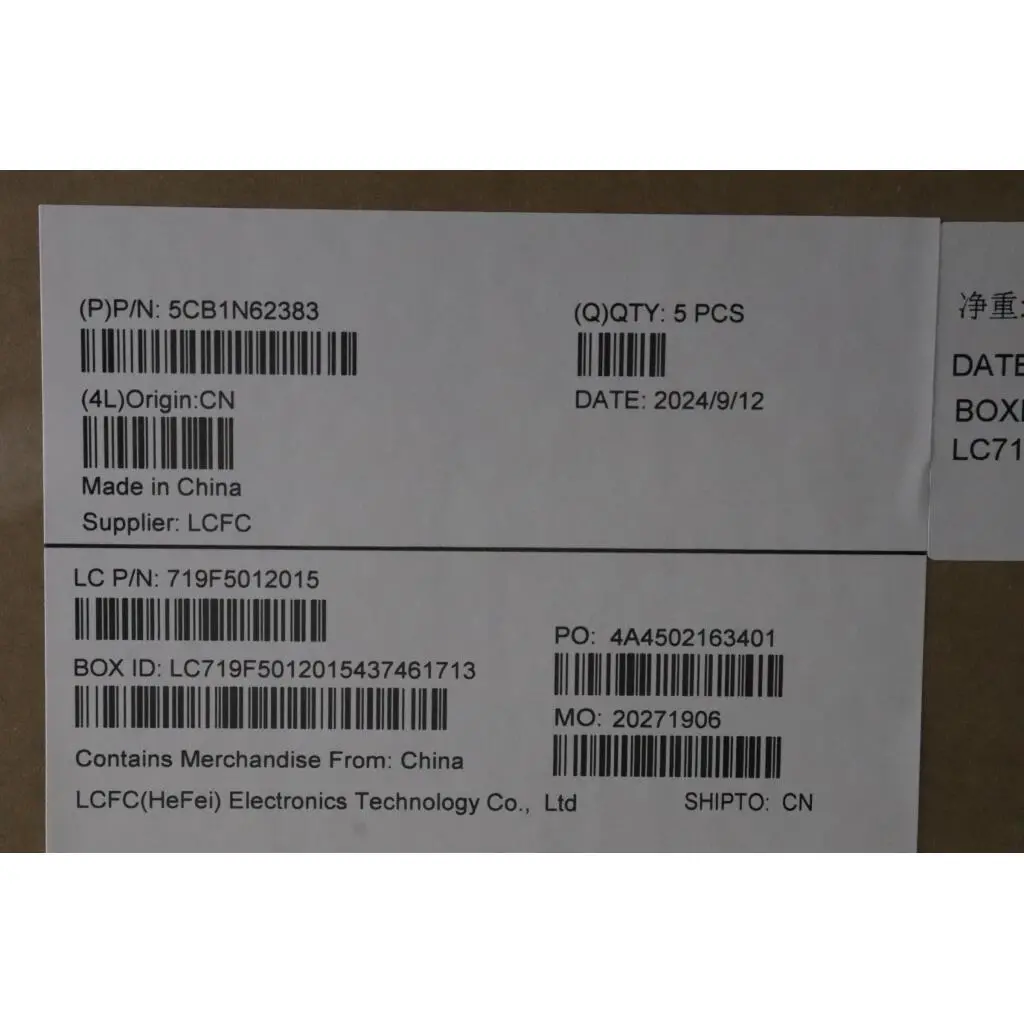 (P)P/N: 5CB1N62383
(Q)QTY: 5 PCS
(4L)Origin:CN
DATE: 2024/9/12
Made in China
Supplier: LCFC
LC P/N: 719F5012015
PO: 4A4502163401
BOX ID: LC719F5012015437461713
MO: 20271906
Contains Merchandise From: China
LCFC(HeFei) Electronics Technology Co., Ltd
SHIPTO: CN
净重:
DATE
BOXI
LC71